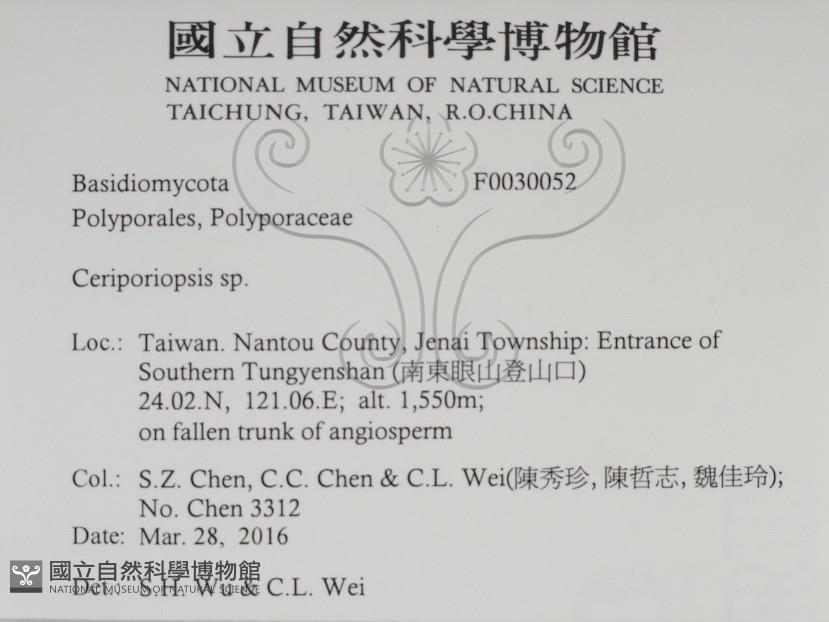 國立自然科學博物館
NATIONAL MUSEUM OF NATURAL SCIENCE
TAICHUNG, TAIWAN, R.O.CHINA
Basidiomycota F0030052
Polyporales, Polyporaceae
Ceriporiopsis sp.
Loc.: Taiwan. Nantou County, Jenai Township: Entrance of
Southern Tungyenshan (南東眼山登山口)
24.02.N, 121.06.E; alt. 1,550m;
on fallen trunk of angiosperm
Col.: S.Z. Chen, C.C. Chen & C.L. Wei(陳秀珍, 陳哲志, 魏佳玲);
No. Chen 3312
Date: Mar. 28, 2016
Det.: S.H. Wu & C.L. Wei
國立自然科學博物館
NATIONAL MUSEUM OF NATURAL SCIENCE